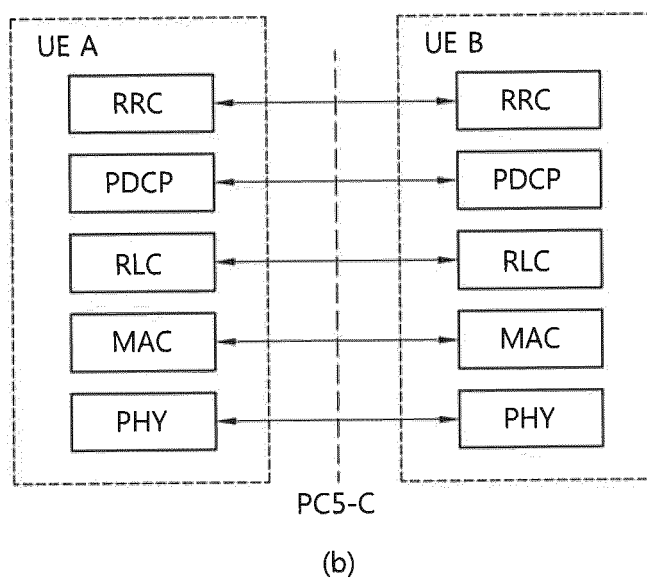 UE A
UE B
RRC
RRC
PDCP
PDCP
RLC
RLC
MAC
MAC
PHY
PHY
PC5-C
(b)